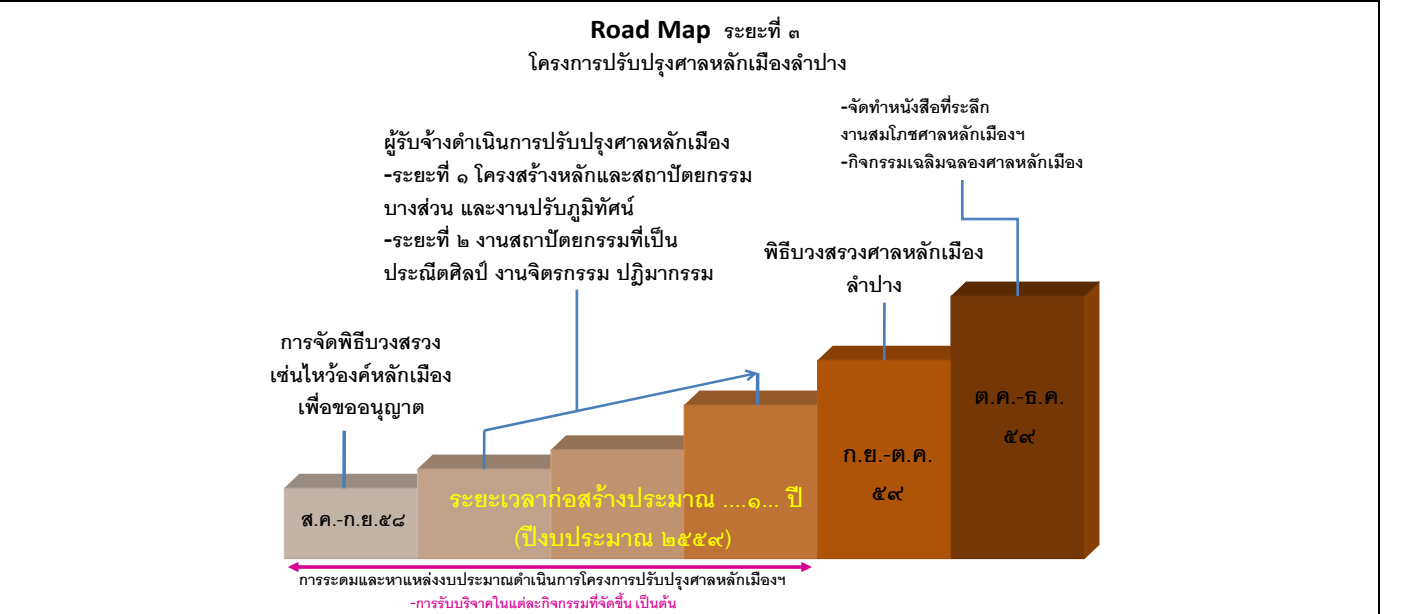 Road Map ระยะที่ ๓
โครงการปรับปรุงศาลหลักเมืองลำปาง
-จัดทำหนังสือที่ระลึก
งานสมโภชศาลหลักเมืองฯ
-กิจกรรมเฉลิมฉลองศาลหลักเมือง
ผู้รับจ้างดำเนินการปรับปรุงศาลหลักเมือง
-ระยะที่ ๑ โครงสร้างหลักและสถาปัตยกรรม
บางส่วน และงานปรับภูมิทัศน์
-ระยะที่ ๒ งานสถาปัตยกรรมที่เป็น
ประณีตศิลป์ งานจิตรกรรม ปฎิมากรรม
พิธีบวงสรวงศาลหลักเมือง
ลำปาง
การจัดพิธีบวงสรวง
เซ่นไหว้องค์หลักเมือง
เพื่อขออนุญาต
ต.ค.-ธ.ค.
๕๙
ก.ย.-ต.ค.
๕๙
ส.ค.-ก.ย.๕๘
ระยะเวลาก่อสร้างประมาณ ....๑... ปี
(ปีงบประมาณ ๒๕๕๙)
การระดมและหาแหล่งงบประมาณดำเนินการโครงการปรับปรุงศาลหลักเมืองฯ
-การรับบริจาคในแต่ละกิจกรรมที่จัดขึ้น เป็นต้น